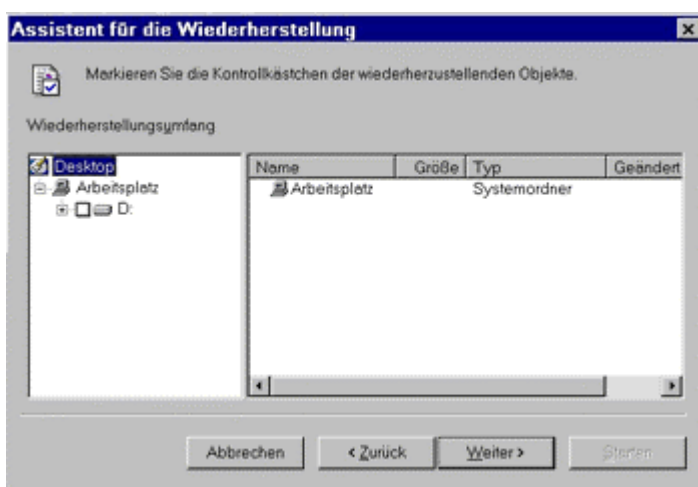 Assistent für die Wiederherstellung
Markieren Sie die Kontrollkästchen der wiederherzustellenden Objekte.
Wiederherstellungsumfang
Desktop
Arbeitsplatz
D:
Name Größe Typ Geändert
Arbeitsplatz Systemordner
Abbrechen < Zurück Weiter > Starten